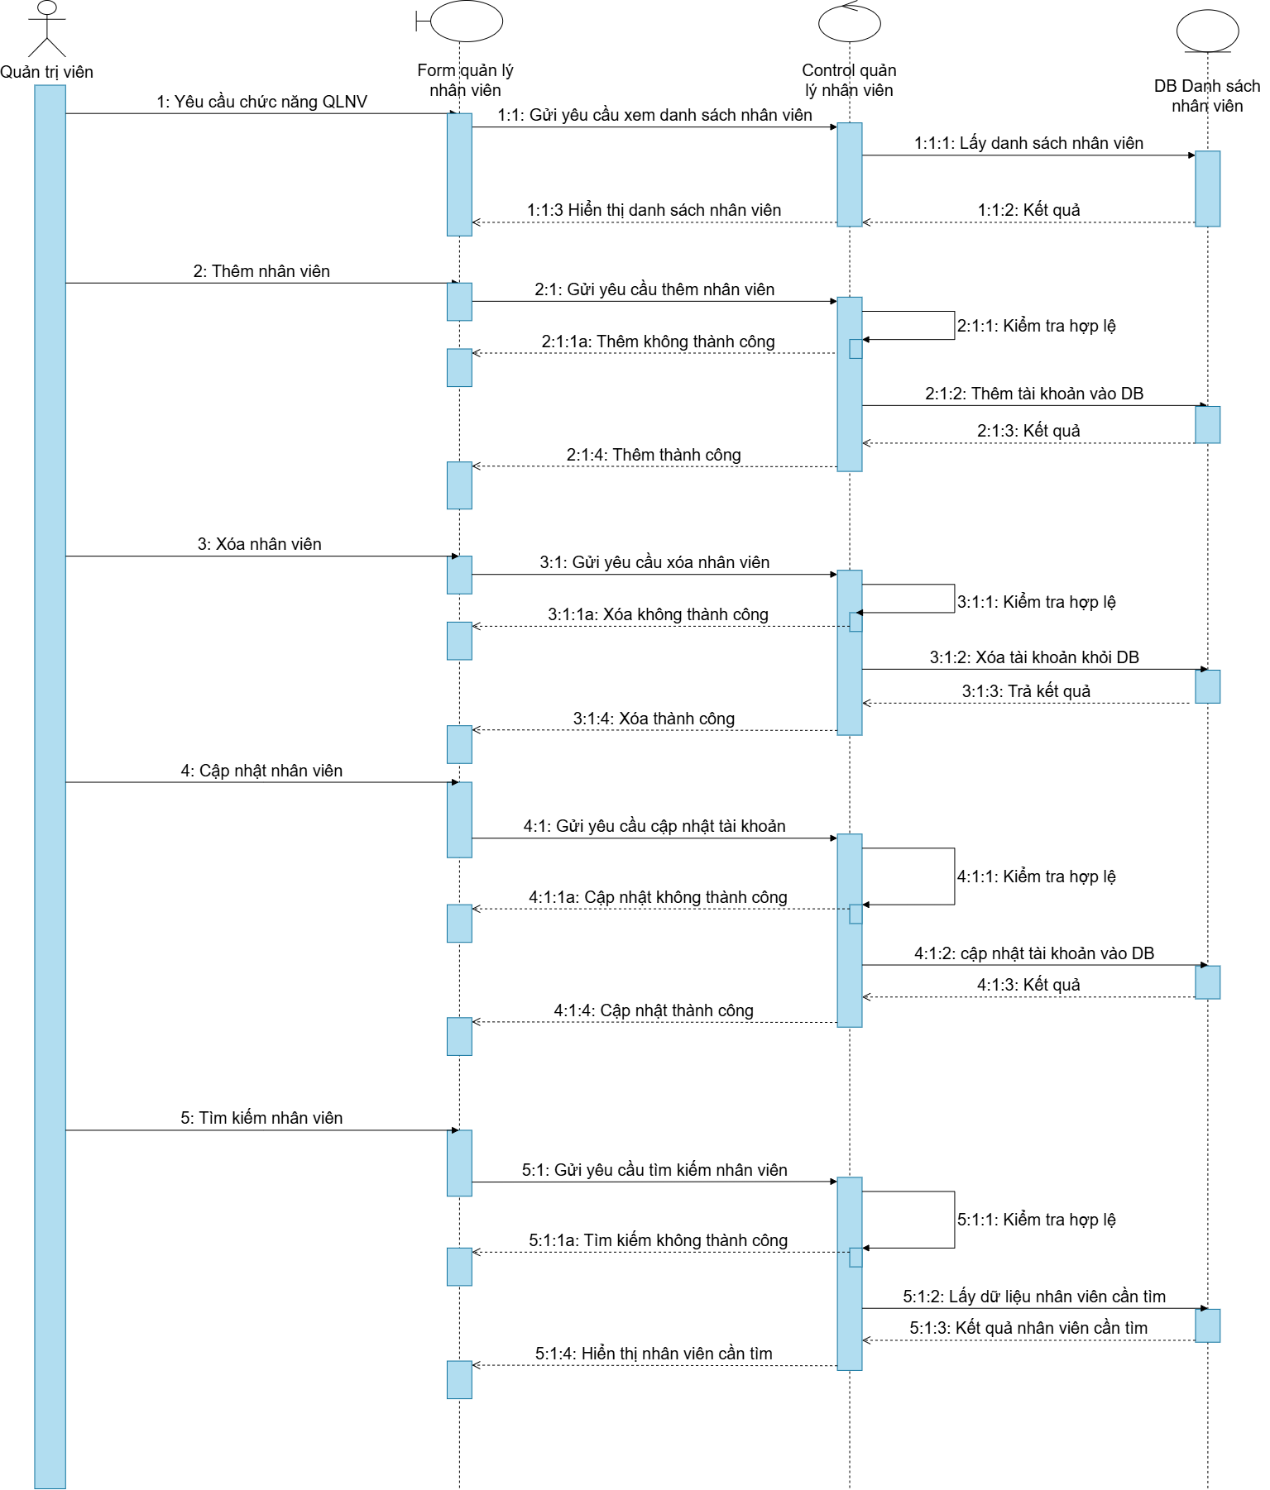 Quản trị viên
Form quản lý
nhân viên
Control quản
lý nhân viên
DB Danh sách
nhân viên
1: Yêu cầu chức năng QLNV
1:1: Gửi yêu cầu xem danh sách nhân viên
1:1:1: Lấy danh sách nhân viên
1:1:3 Hiển thị danh sách nhân viên
1:1:2: Kết quả
2: Thêm nhân viên
2:1: Gửi yêu cầu thêm nhân viên
2:1:1: Kiểm tra hợp lệ
2:1:1a: Thêm không thành công
2:1:2: Thêm tài khoản vào DB
2:1:3: Kết quả
2:1:4: Thêm thành công
3: Xóa nhân viên
3:1: Gửi yêu cầu xóa nhân viên
3:1:1: Kiểm tra hợp lệ
3:1:1a: Xóa không thành công
3:1:2: Xóa tài khoản khỏi DB
3:1:3: Trả kết quả
3:1:4: Xóa thành công
4: Cập nhật nhân viên
4:1: Gửi yêu cầu cập nhật tài khoản
4:1:1: Kiểm tra hợp lệ
4:1:1a: Cập nhật không thành công
4:1:2: cập nhật tài khoản vào DB
4:1:3: Kết quả
4:1:4: Cập nhật thành công
5: Tìm kiếm nhân viên
5:1: Gửi yêu cầu tìm kiếm nhân viên
5:1:1: Kiểm tra hợp lệ
5:1:1a: Tìm kiếm không thành công
5:1:2: Lấy dữ liệu nhân viên cần tìm
5:1:3: Kết quả nhân viên cần tìm
5:1:4: Hiển thị nhân viên cần tìm